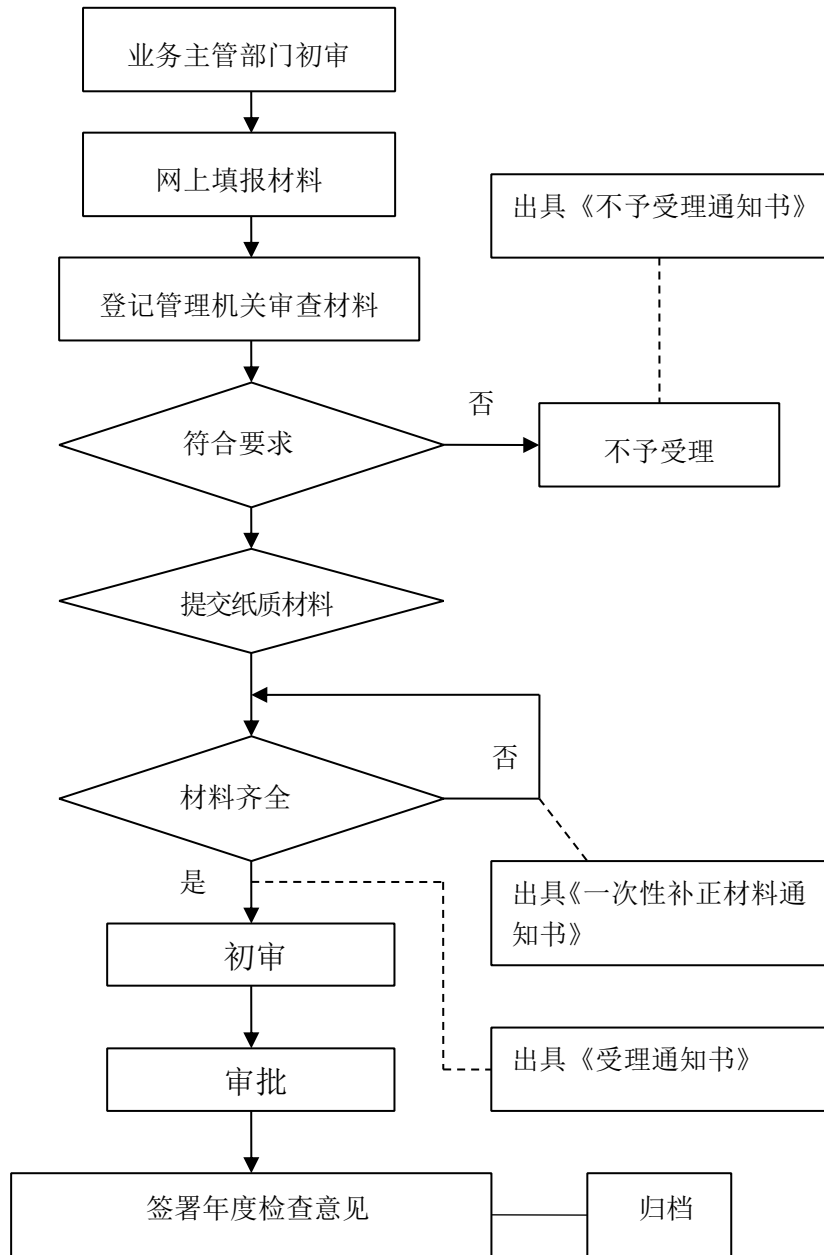 业务主管部门初审
网上填报材料
出具《不予受理通知书》
登记管理机关审查材料
否
符合要求
不予受理
提交纸质材料
否
材料齐全
是
出具《一次性补正材料通
知书》
初审
出具《受理通知书》
审批
签署年度检查意见
归档